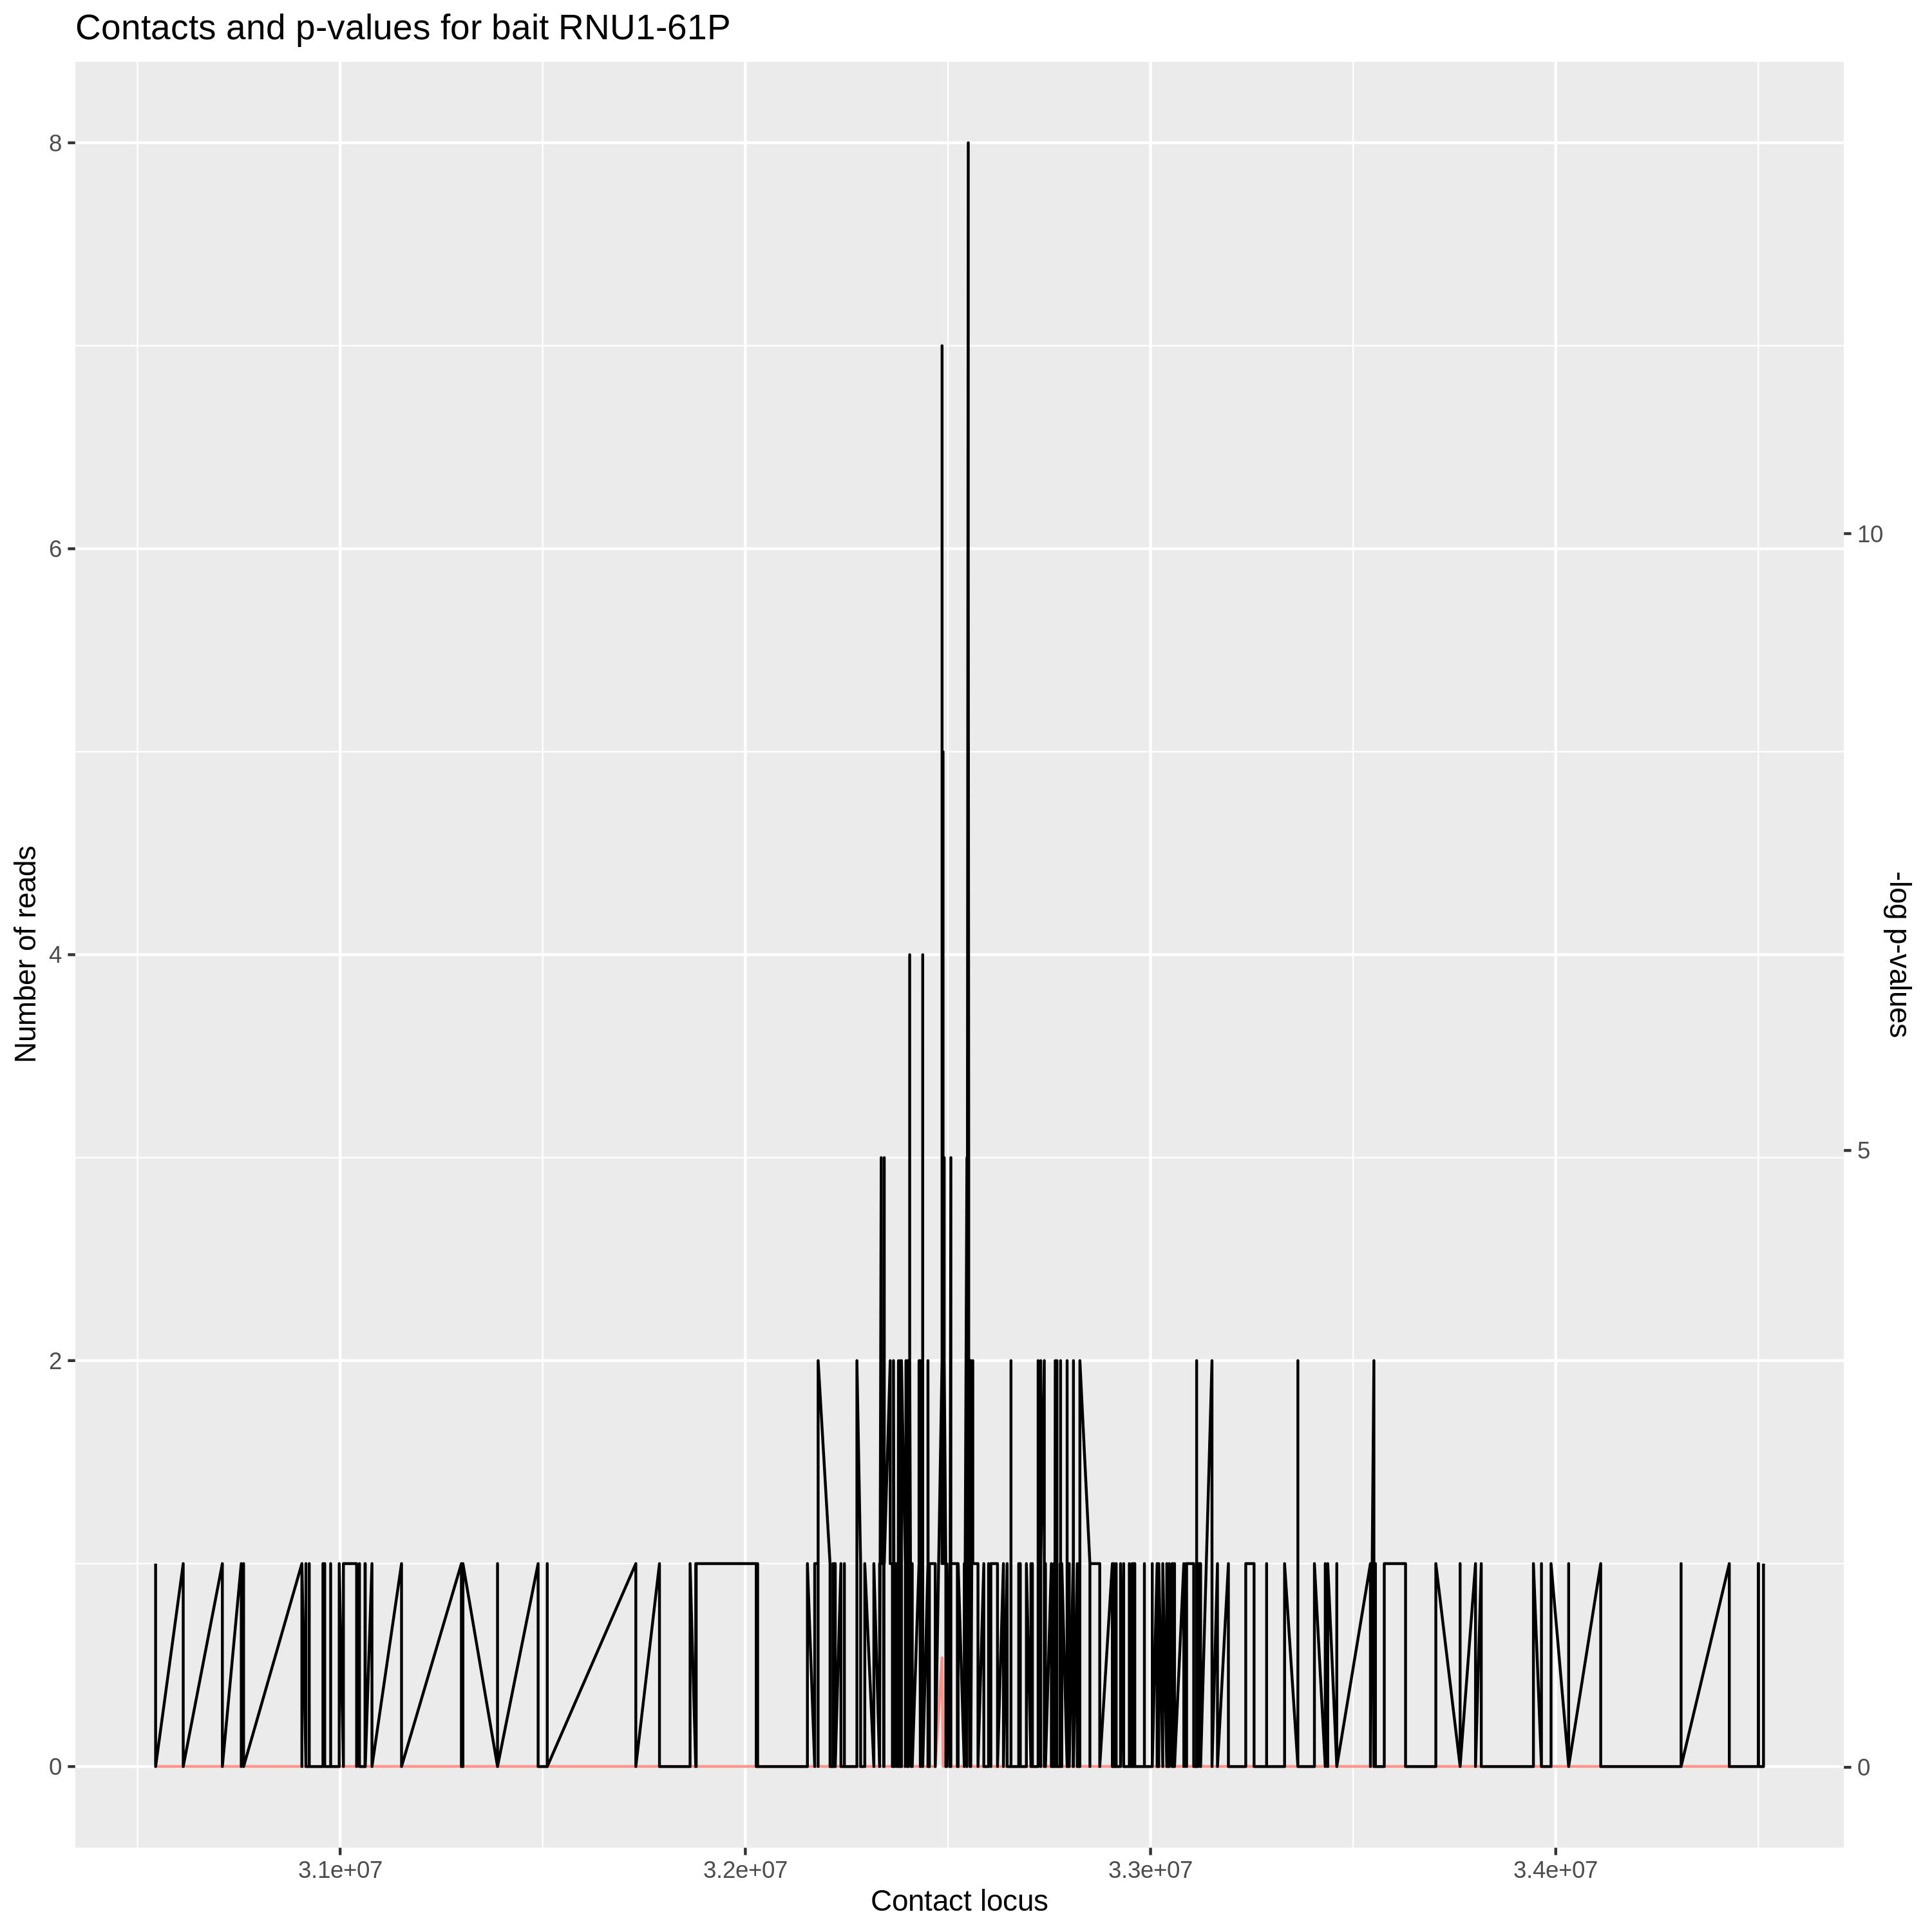 Contacts and p-values for bait RNU1-61P
8
6
4
2
0
Number of reads
10
5
0
-log p-values
3.1e+07
3.2e+07
3.3e+07
3.4e+07
Contact locus